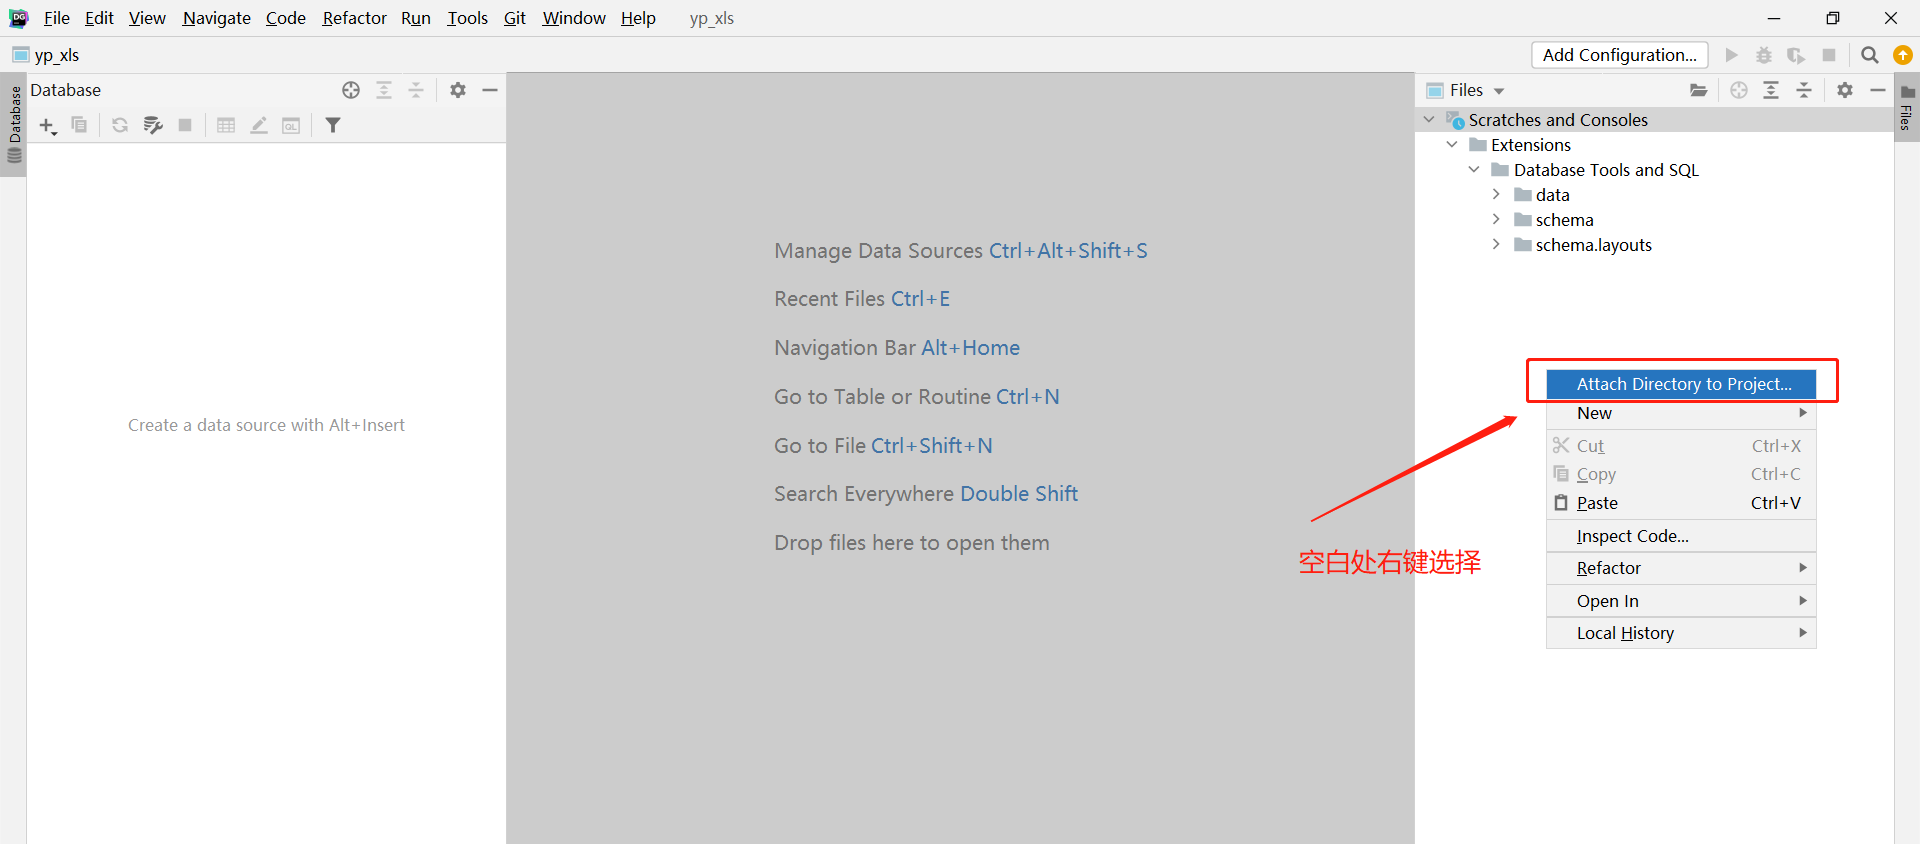 DG
File Edit View Navigate Code Refactor Run Tools Git Window Help yp_xls
yp_xls
Add Configuration...
Database
Database
QL
Create a data source with Alt+Insert
Manage Data Sources Ctrl+Alt+Shift+S
Recent Files Ctrl+E
Navigation Bar Alt+Home
Go to Table or Routine Ctrl+N
Go to File Ctrl+Shift+N
Search Everywhere Double Shift
Drop files here to open them
空白处右键选择
Files
Files
Scratches and Consoles
Extensions
Database Tools and SQL
data
schema
schema.layouts
Attach Directory to Project...
New
Cut Ctrl+X
Copy Ctrl+C
Paste Ctrl+V
Inspect Code...
Refactor
Open In
Local History